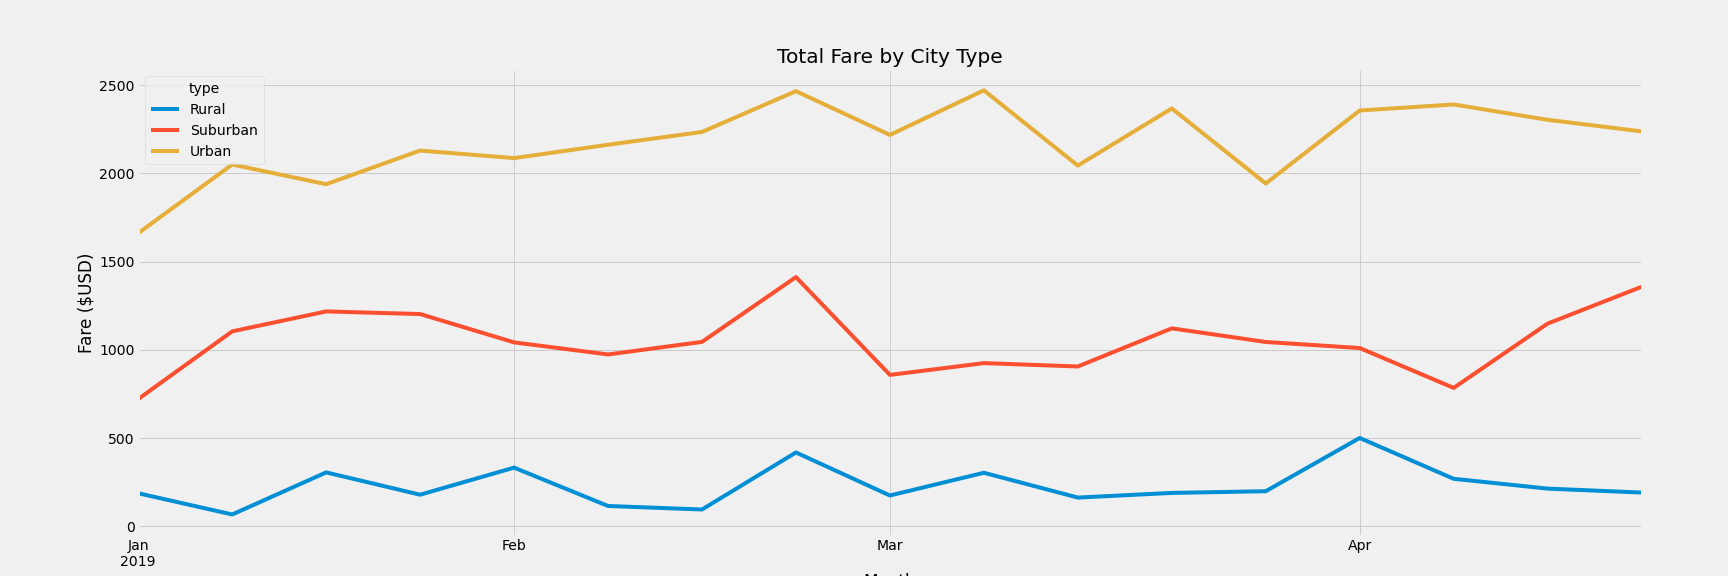 Total Fare by City Type
type
Rural
Suburban
Urban
Fare ($USD)
2500
2000
1500
1000
500
0
Jan
2019
Feb
Mar
Apr